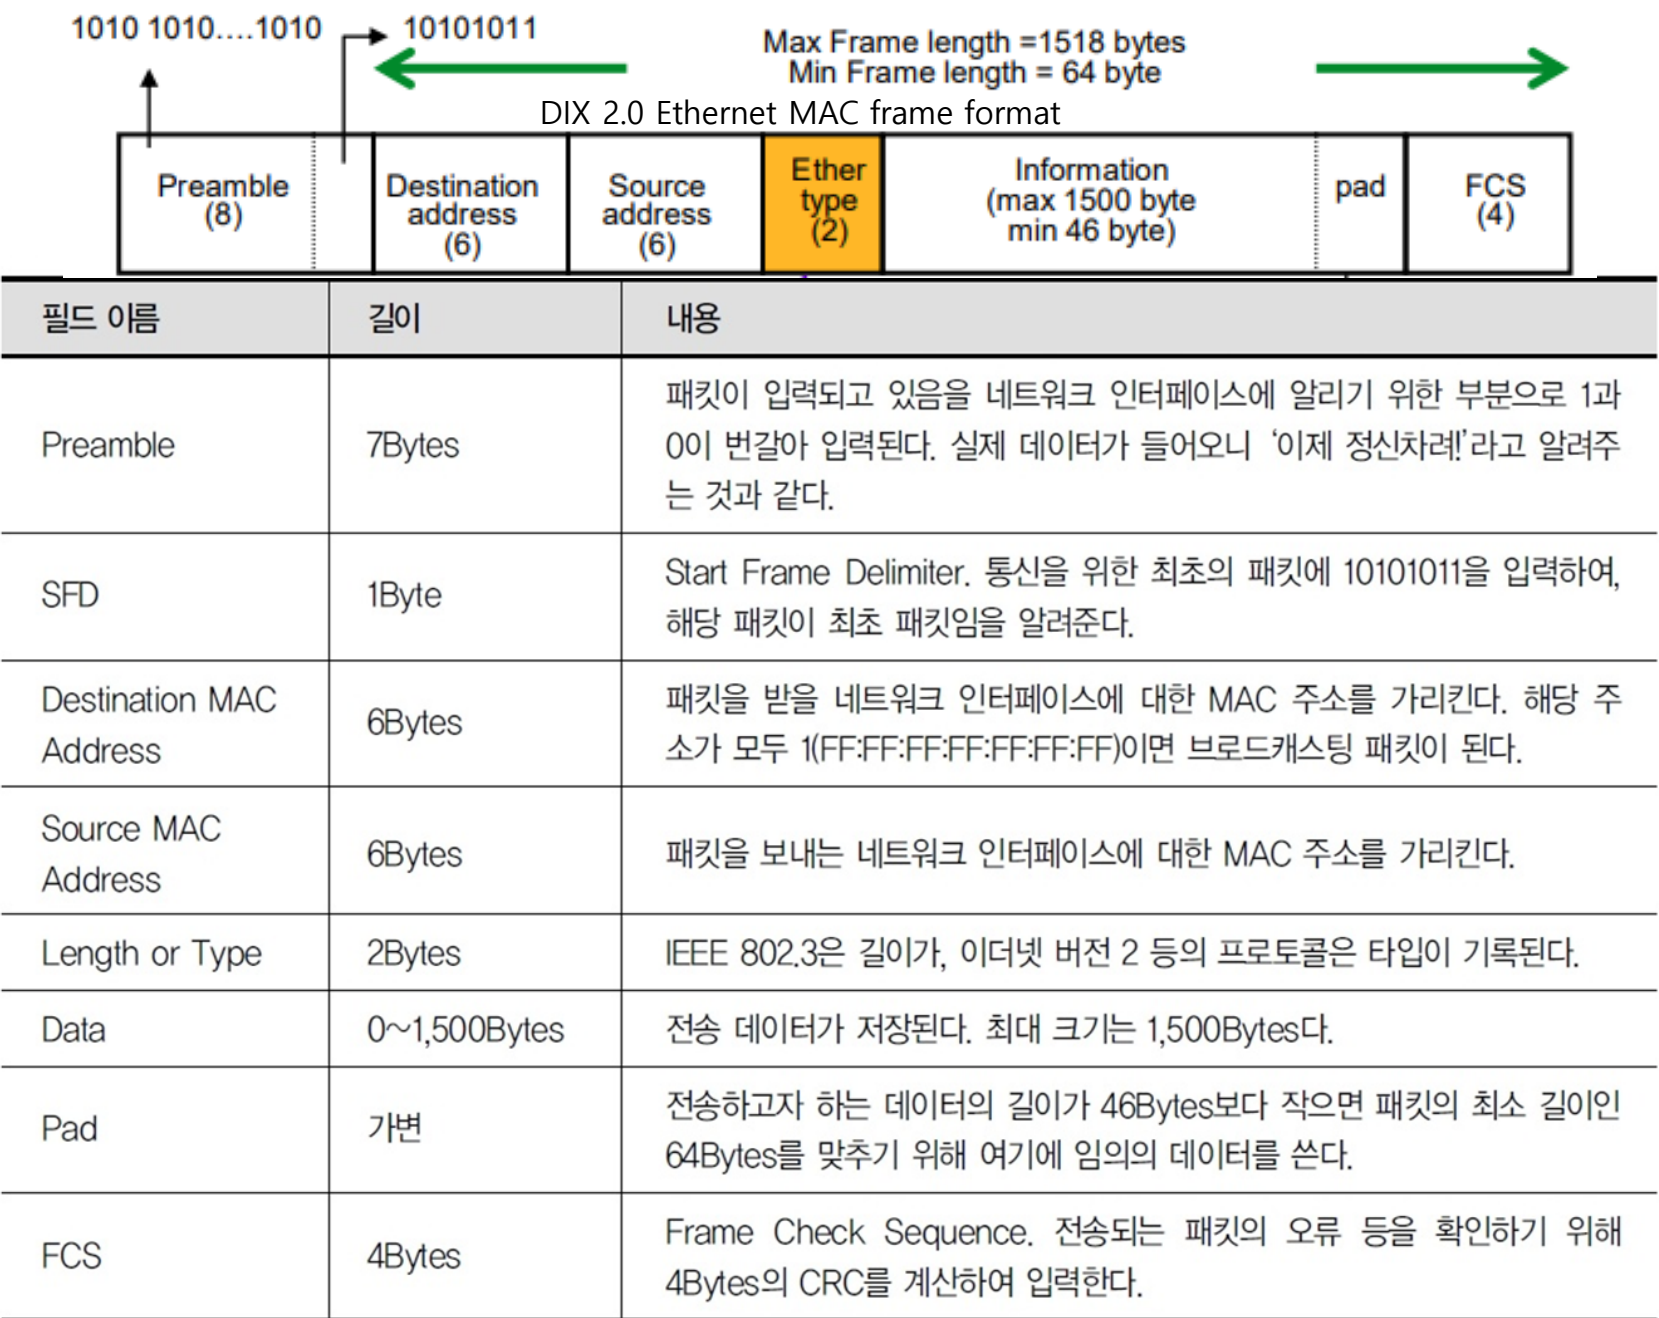 1010 1010....1010
10101011
Max Frame length =1518 bytes
Min Frame length = 64 byte
DIX 2.0 Ethernet MAC frame format
Preamble
(8)
Destination
address
(6)
Source
address
(6)
Ether
type
(2)
Information
(max 1500 byte
min 46 byte)
pad
FCS
(4)
필드 이름
길이
내용
Preamble
7Bytes
패킷이 입력되고 있음을 네트워크 인터페이스에 알리기 위한 부분으로 1과
0이 번갈아 입력된다. 실제 데이터가 들어오니 ‘이제 정신차려!’라고 알려주
는 것과 같다.
SFD
1Byte
Start Frame Delimiter. 통신을 위한 최초의 패킷에 10101011을 입력하여,
해당 패킷이 최초 패킷임을 알려준다.
Destination MAC
Address
6Bytes
패킷을 받을 네트워크 인터페이스에 대한 MAC 주소를 가리킨다. 해당 주
소가 모두 1(FF:FF:FF:FF:FF:FF:FF)이면 브로드캐스팅 패킷이 된다.
Source MAC
Address
6Bytes
패킷을 보내는 네트워크 인터페이스에 대한 MAC 주소를 가리킨다.
Length or Type
2Bytes
IEEE 802.3은 길이가, 이더넷 버전 2 등의 프로토콜은 타입이 기록된다.
Data
0~1,500Bytes
전송 데이터가 저장된다. 최대 크기는 1,500Bytes다.
Pad
가변
전송하고자 하는 데이터의 길이가 46Bytes보다 작으면 패킷의 최소 길이인
64Bytes를 맞추기 위해 여기에 임의의 데이터를 쓴다.
FCS
4Bytes
Frame Check Sequence. 전송되는 패킷의 오류 등을 확인하기 위해
4Bytes의 CRC를 계산하여 입력한다.